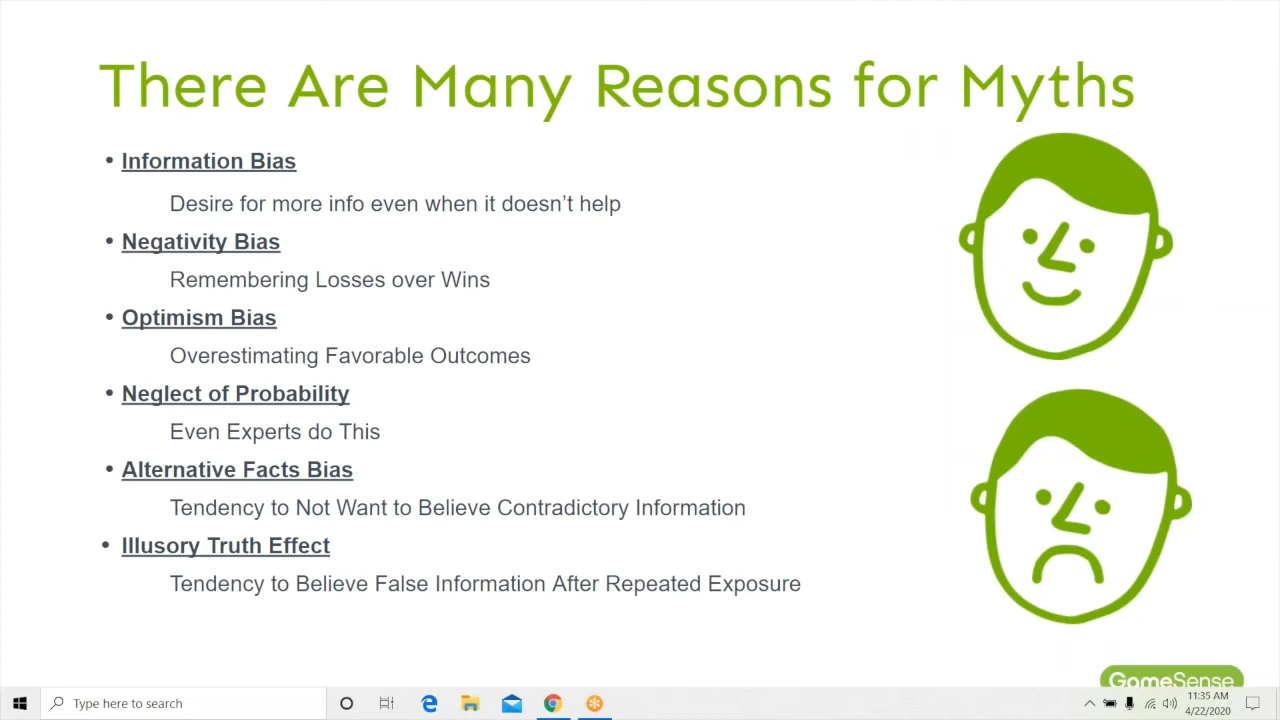 There Are Many Reasons for Myths
• Information Bias
Desire for more info even when it doesn’t help
• Negativity Bias
Remembering Losses over Wins
• Optimism Bias
Overestimating Favorable Outcomes
• Neglect of Probability
Even Experts do This
• Alternative Facts Bias
Tendency to Not Want to Believe Contradictory Information
• Illusory Truth Effect
Tendency to Believe False Information After Repeated Exposure
GameSense
Type here to search
11:35 AM
4/22/2020